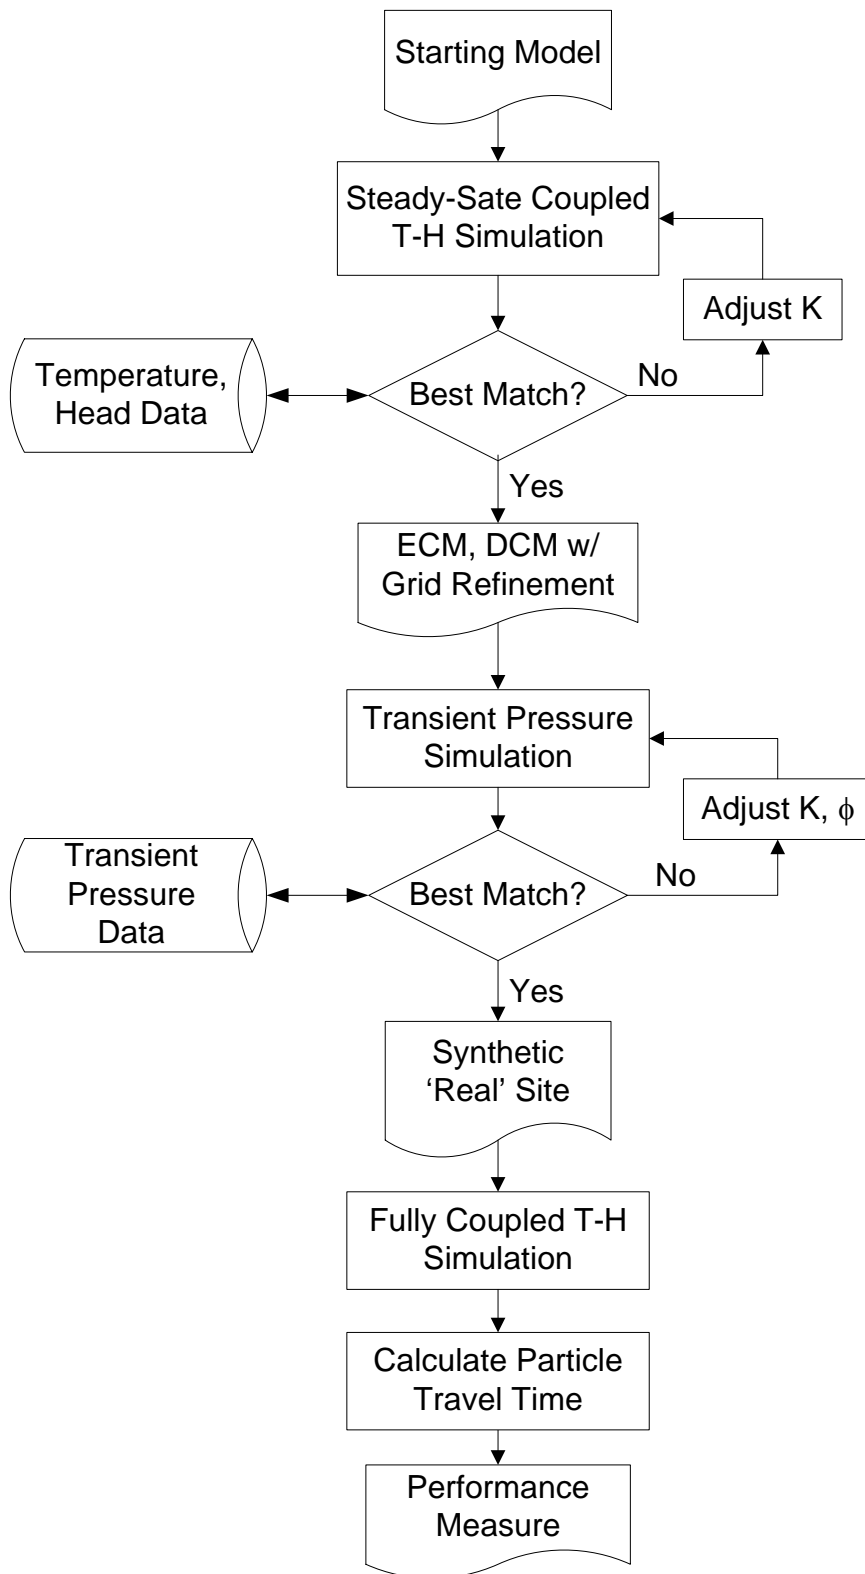 Starting Model
Steady-Sate Coupled
T-H Simulation
Adjust K
Temperature,
Head Data
Best Match?
No
Yes
ECM, DCM w/
Grid Refinement
Transient Pressure
Simulation
Adjust K, ϕ
Transient
Pressure
Data
Best Match?
No
Yes
Synthetic
‘Real’ Site
Fully Coupled T-H
Simulation
Calculate Particle
Travel Time
Performance
Measure